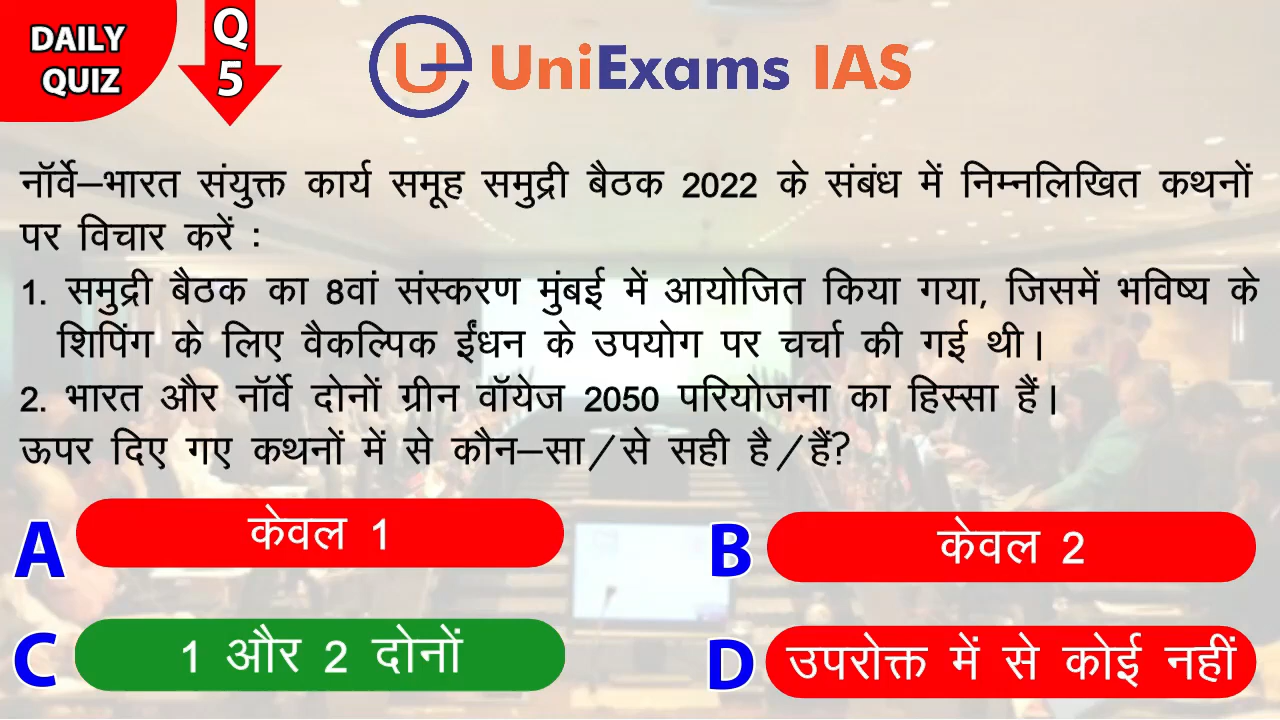 DAILY
QUIZ
Q
5
Ue UniExams IAS
नॉर्वे–भारत संयुक्त कार्य समूह समुद्री बैठक 2022 के संबंध में निम्नलिखित कथनों
पर विचार करें :
1. समुद्री बैठक का 8वां संस्करण मुंबई में आयोजित किया गया, जिसमें भविष्य के
शिपिंग के लिए वैकल्पिक ईंधन के उपयोग पर चर्चा की गई थी।
2. भारत और नॉर्वे दोनों ग्रीन वॉयेज 2050 परियोजना का हिस्सा हैं।
ऊपर दिए गए कथनों में से कौन–सा/से सही है/हैं?
A केवल 1
B केवल 2
C 1 और 2 दोनों
D उपरोक्त में से कोई नहीं